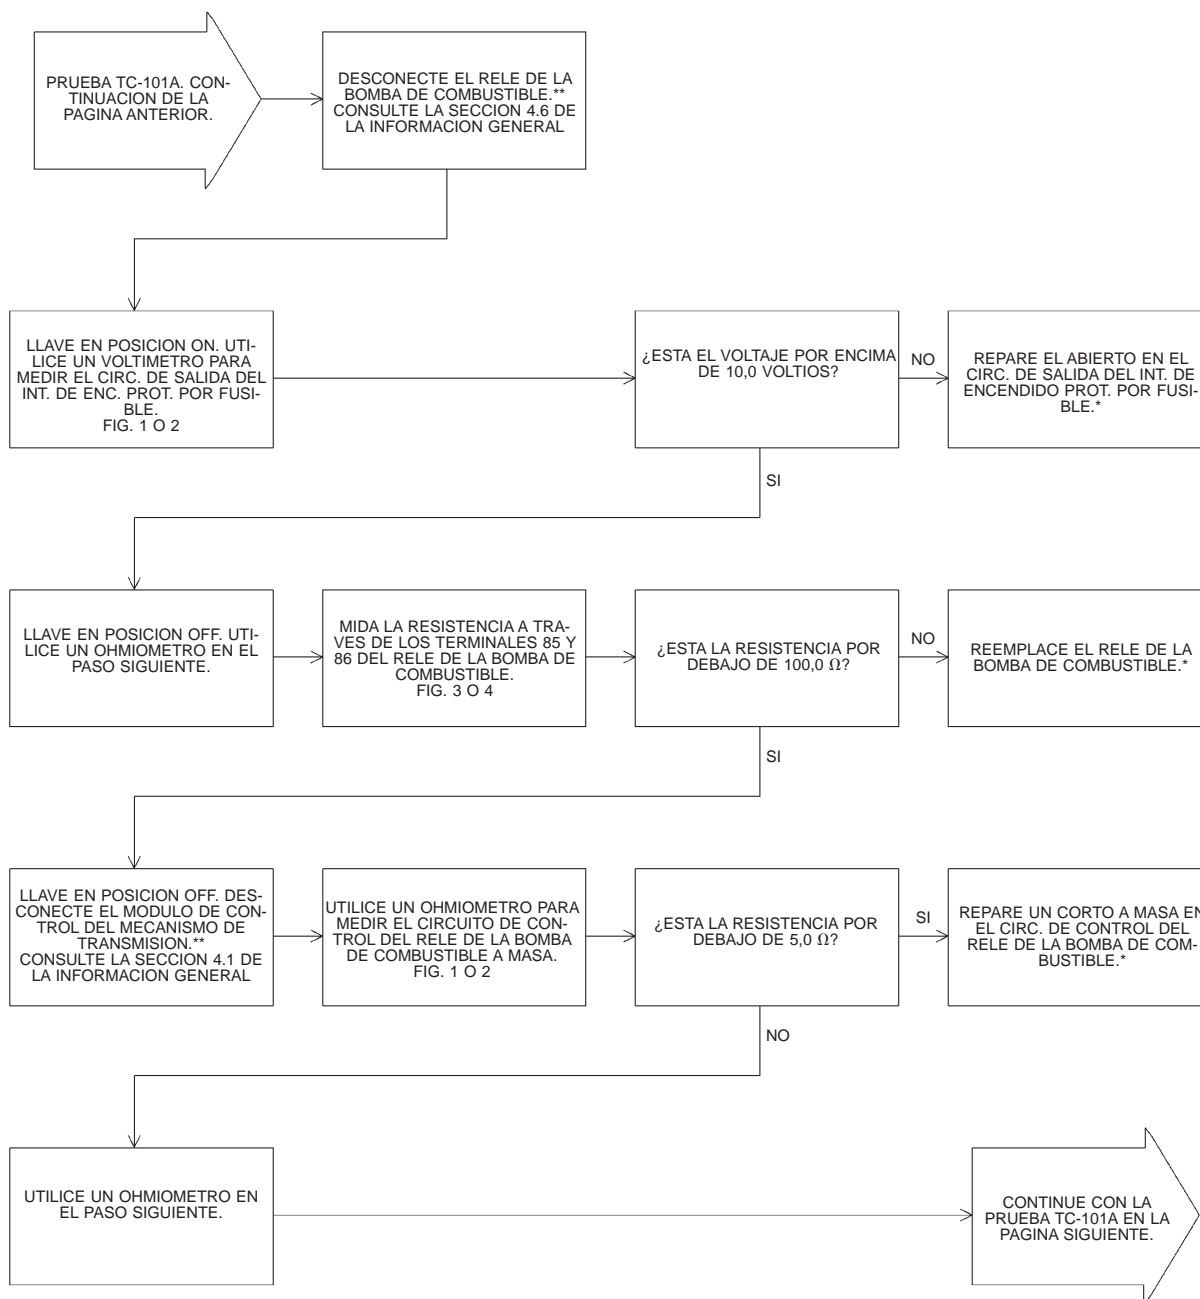 PRUEBA TC-101A. CON-
TINUACION DE LA
PAGINA ANTERIOR.
DESCONECTE EL RELE DE LA
BOMBA DE COMBUSTIBLE.**
CONSULTE LA SECCION 4.6 DE
LA INFORMACION GENERAL
LLAVE EN POSICION ON. UTI-
LICE UN VOLTIMETRO PARA
MEDIR EL CIRC. DE SALIDA DEL
INT. DE ENC. PROT. POR FUSI-
BLE.
FIG. 1 O 2
¿ESTA EL VOLTAJE POR ENCIMA
DE 10,0 VOLTIOS?
NO
REPARE EL ABIERTO EN EL
CIRC. DE SALIDA DEL INT. DE
ENCENDIDO PROT. POR FUSI-
BLE.*
SI
LLAVE EN POSICION OFF. UTI-
LICE UN OHMIOMETRO EN EL
PASO SIGUIENTE.
MIDA LA RESISTENCIA A TRA-
VES DE LOS TERMINALES 85 Y
86 DEL RELE DE LA BOMBA DE
COMBUSTIBLE.
FIG. 3 O 4
¿ESTA LA RESISTENCIA POR
DEBAJO DE 100,0 Ω?
NO
REEMPLACE EL RELE DE LA
BOMBA DE COMBUSTIBLE.*
SI
LLAVE EN POSICION OFF. DES-
CONECTE EL MODULO DE CON-
TROL DEL MECANISMO DE
TRANSMISION.**
CONSULTE LA SECCION 4.1 DE
LA INFORMACION GENERAL
UTILICE UN OHMIOMETRO PARA
MEDIR EL CIRCUITO DE CON-
TROL DEL RELE DE LA BOMBA
DE COMBUSTIBLE A MASA.
FIG. 1 O 2
¿ESTA LA RESISTENCIA POR
DEBAJO DE 5,0 Ω?
SI
REPARE UN CORTO A MASA EN
EL CIRC. DE CONTROL DEL
RELE DE LA BOMBA DE COM-
BUSTIBLE.*
NO
UTILICE UN OHMIOMETRO EN
EL PASO SIGUIENTE.
CONTINUE CON LA
PRUEBA TC-101A EN LA
PAGINA SIGUIENTE.